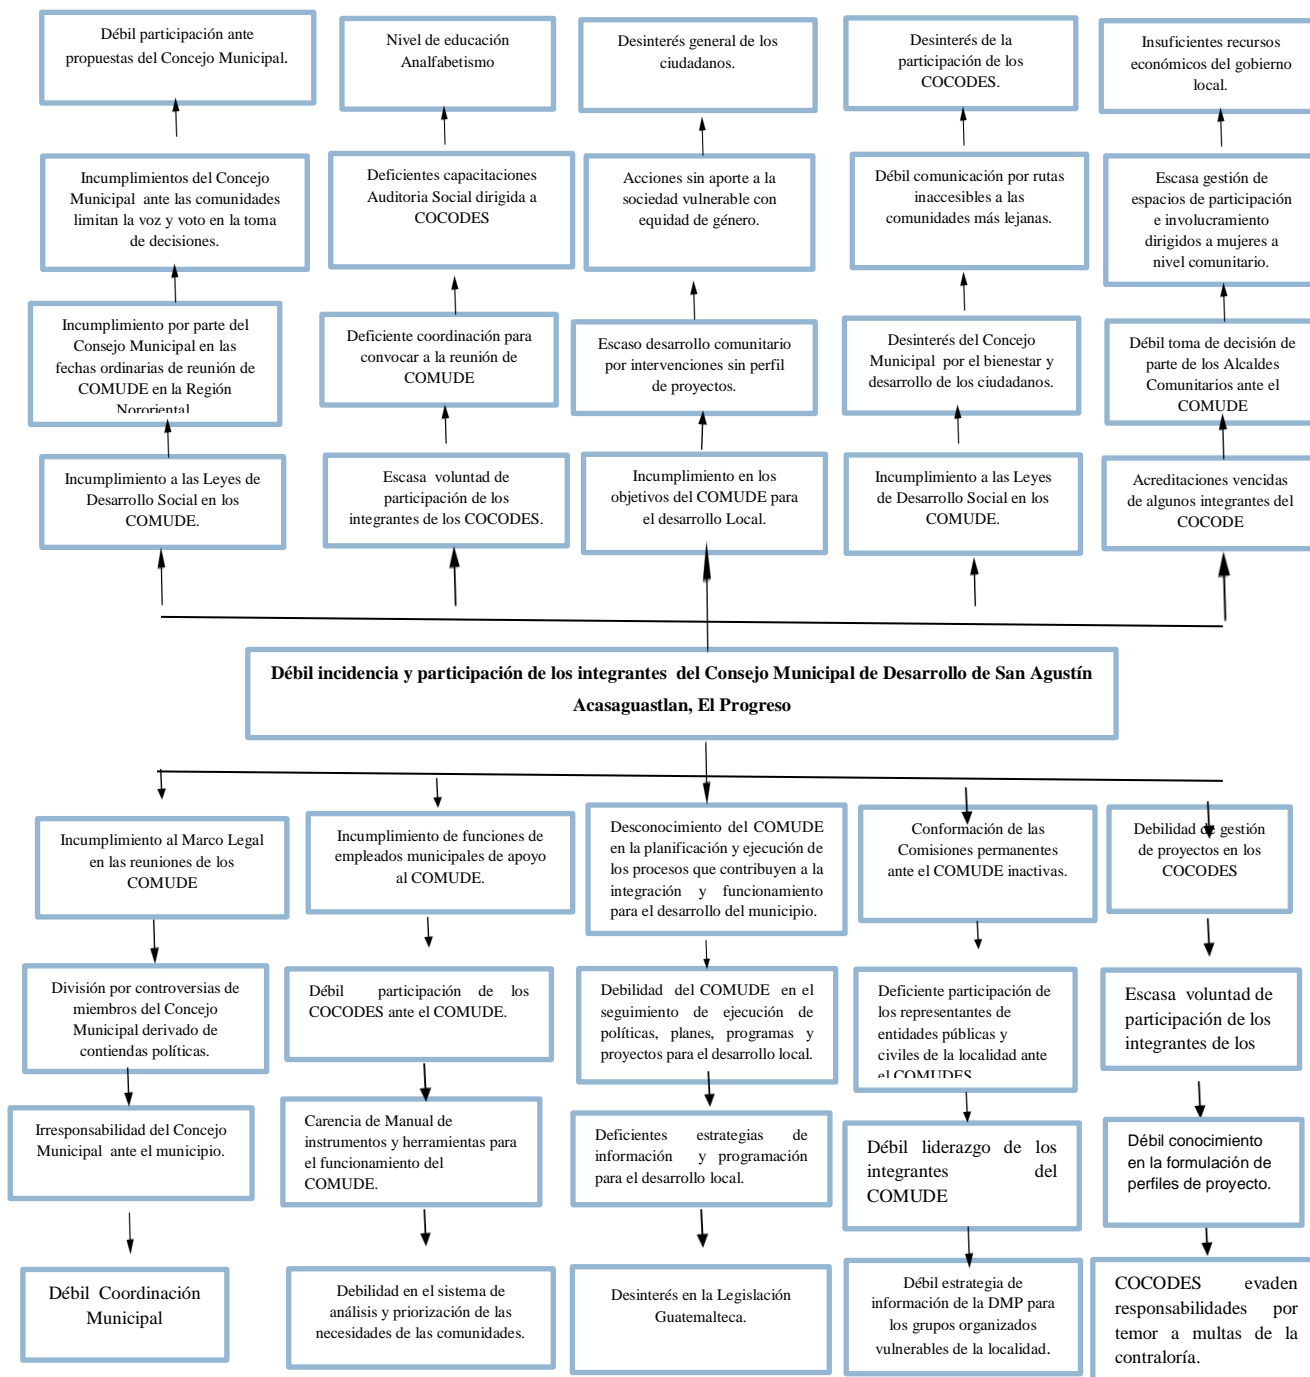 Débil participación ante
propuestas del Concejo Municipal.
Nivel de educación
Analfabetismo
Desinterés general de los
ciudadanos.
Desinterés de la
participación de los
COCODES.
Insuficientes recursos
económicos del gobierno
local.
Incumplimientos del Concejo
Municipal ante las comunidades
limitan la voz y voto en la toma
de decisiones.
Deficientes capacitaciones
Auditoria Social dirigida a
COCODES
Acciones sin aporte a la
sociedad vulnerable con
equidad de género.
Débil comunicación por rutas
inaccesibles a las
comunidades más lejanas.
Escasa gestión de
espacios de participación
e involucramiento
dirigidos a mujeres a
nivel comunitario.
Incumplimiento por parte del
Consejo Municipal en las
fechas ordinarias de reunión de
COMUDE en la Región
Nororiental
Deficiente coordinación para
convocar a la reunión de
COMUDE
Escaso desarrollo comunitario
por intervenciones sin perfil
de proyectos.
Desinterés del Concejo
Municipal por el bienestar y
desarrollo de los ciudadanos.
Débil toma de decisión de
parte de los Alcaldes
Comunitarios ante el
COMUDE
Incumplimiento a las Leyes de
Desarrollo Social en los
COMUDE.
Escasa voluntad de
participación de los
integrantes de los COCODES.
Incumplimiento en los
objetivos del COMUDE para
el desarrollo Local.
Incumplimiento a las Leyes
de Desarrollo Social en los
COMUDE.
Acreditaciones vencidas
de algunos integrantes del
COCODE
Débil incidencia y participación de los integrantes del Consejo Municipal de Desarrollo de San Agustín
Acasaguastlan, El Progreso
Incumplimiento al Marco Legal
en las reuniones de los
COMUDE
Incumplimiento de funciones de
empleados municipales de apoyo
al COMUDE.
Desconocimiento del COMUDE
en la planificación y ejecución de
los procesos que contribuyen a la
integración y funcionamiento
para el desarrollo del municipio.
Conformación de las
Comisiones permanentes
ante el COMUDE inactivas.
Debilidad de gestión
de proyectos en los
COCODES
División por controversias de
miembros del Concejo
Municipal derivado de
contiendas políticas.
Débil participación de los
COCODES ante el COMUDE.
Debilidad del COMUDE en el
seguimiento de ejecución de
políticas, planes, programas y
proyectos para el desarrollo local.
Deficiente participación de
los representantes de
entidades públicas y
civiles de la localidad ante
el COMUDES
Escasa voluntad de
participación de los
integrantes de los
Irresponsabilidad del Concejo
Municipal ante el municipio.
Carencia de Manual de
instrumentos y herramientas para
el funcionamiento del
COMUDE.
Deficientes estrategias de
información y programación
para el desarrollo local.
Débil liderazgo de los
integrantes del
COMUDE
Débil conocimiento
en la formulación de
perfiles de proyecto.
Débil Coordinación
Municipal
Debilidad en el sistema de
análisis y priorización de las
necesidades de las comunidades.
Desinterés en la Legislación
Guatemalteca.
Débil estrategia de
información de la DMP para
los grupos organizados
vulnerables de la localidad.
COCODES evaden
responsabilidades por
temor a multas de la
contraloría.